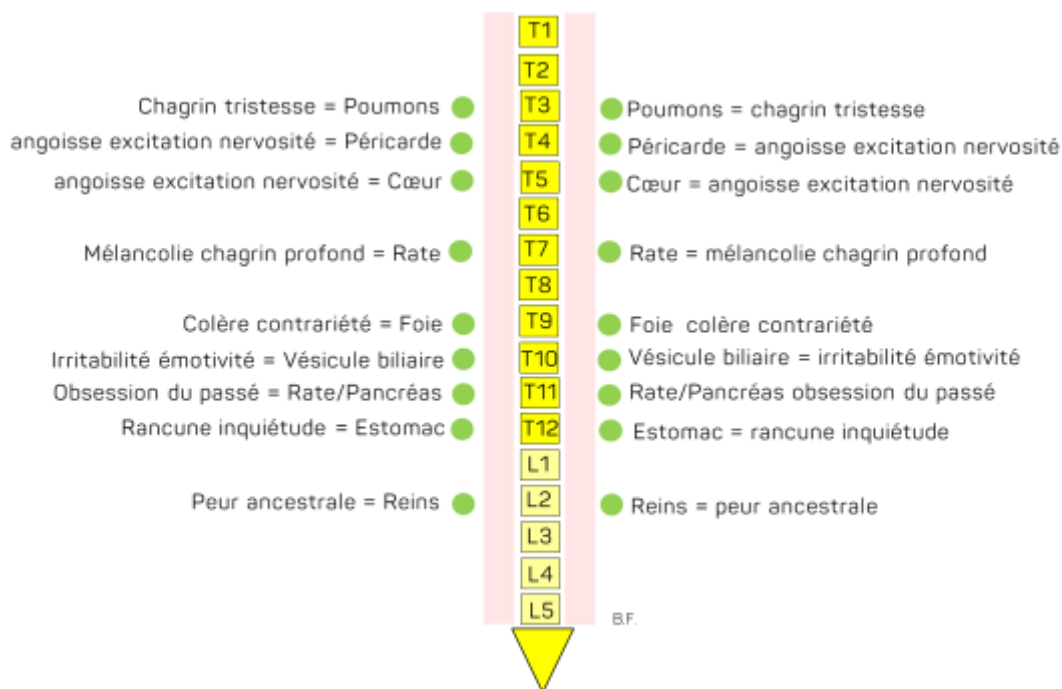 T1
T2
Chagrin tristesse = Poumons T3 Poumons = chagrin tristesse
angoisse excitation nervosité = Péricarde T4 Péricarde = angoisse excitation nervosité
angoisse excitation nervosité = Cœur T5 Cœur = angoisse excitation nervosité
T6
Mélancolie chagrin profond = Rate T7 Rate = mélancolie chagrin profond
T8
Colère contrariété = Foie T9 Foie colère contrariété
Irritabilité émotivité = Vésicule biliaire T10 Vésicule biliaire = irritabilité émotivité
Obsession du passé = Rate/Pancréas T11 Rate/Pancréas obsession du passé
Rancune inquiétude = Estomac T12 Estomac = rancune inquiétude
L1
Peur ancestrale = Reins L2 Reins = peur ancestrale
L3
L4
L5
B.F.